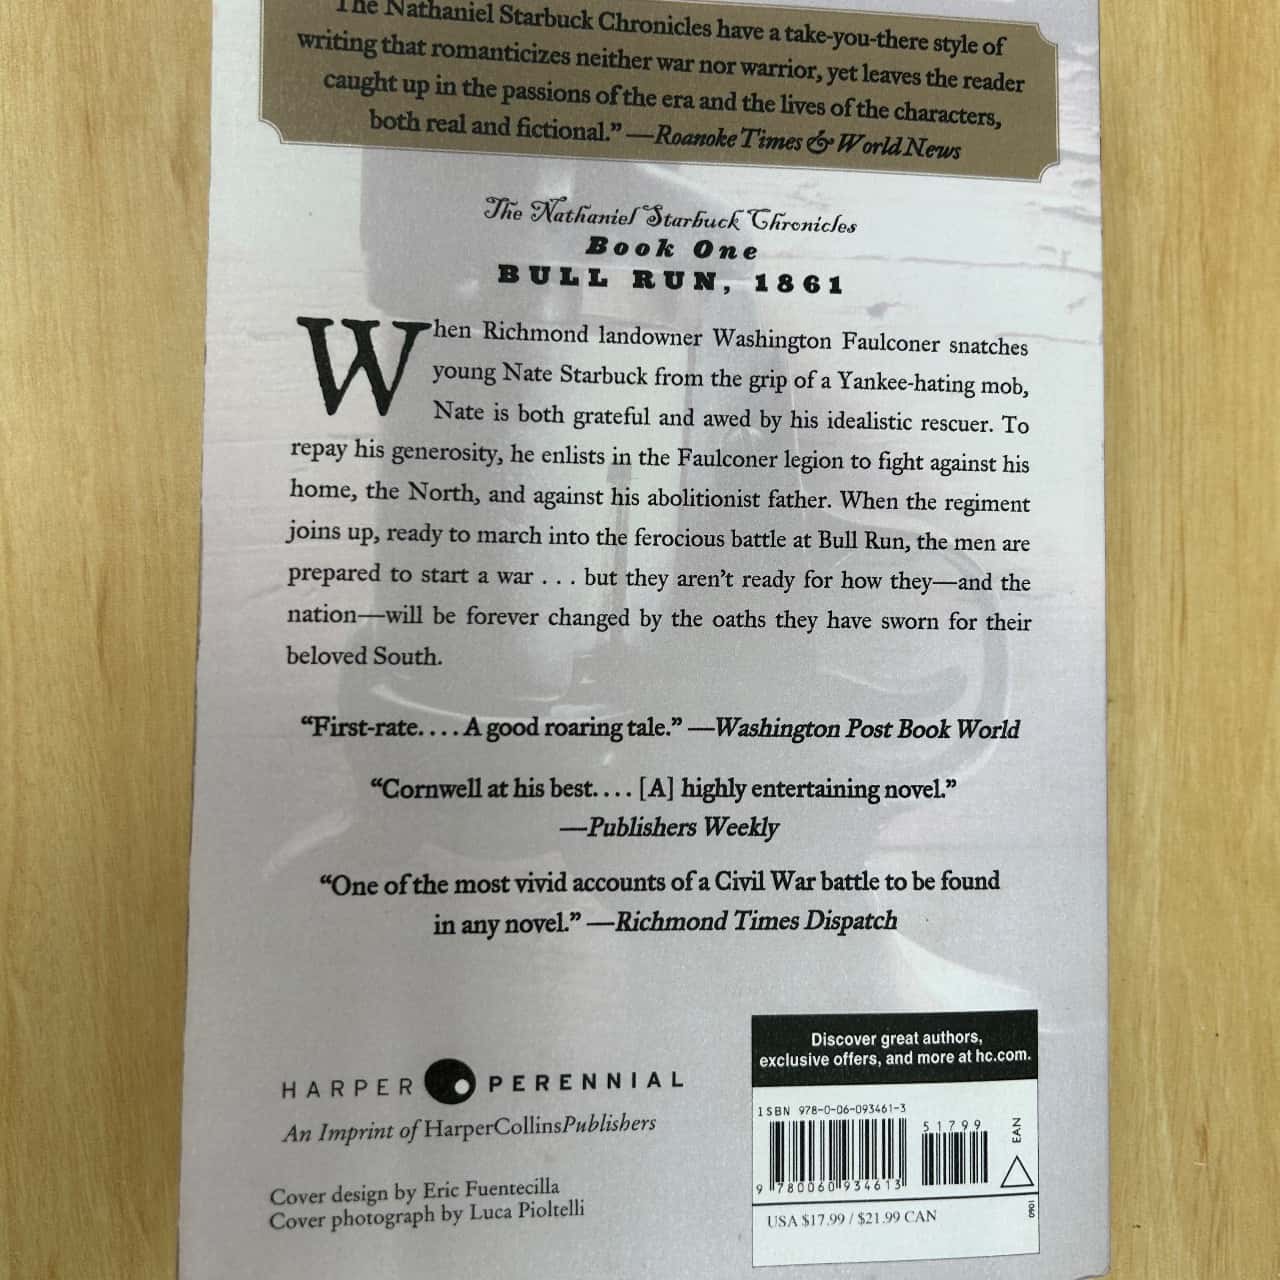 The Nathaniel Starbuck Chronicles have a take-you-there style of
writing that romanticizes neither war nor warrior, yet leaves the reader
caught up in the passions of the era and the lives of the characters,
both real and fictional.” —Roanoke Times & World News
The Nathaniel Starbuck Chronicles
Book One
BULL RUN, 1861
When Richmond landowner Washington Faulconer snatches
young Nate Starbuck from the grip of a Yankee-hating mob,
Nate is both grateful and awed by his idealistic rescuer. To
repay his generosity, he enlists in the Faulconer legion to fight against his
home, the North, and against his abolitionist father. When the regiment
joins up, ready to march into the ferocious battle at Bull Run, the men are
prepared to start a war . . . but they aren’t ready for how they—and the
nation—will be forever changed by the oaths they have sworn for their
beloved South.
“First-rate. . . . A good roaring tale.” —Washington Post Book World
“Cornwell at his best. . . . [A] highly entertaining novel.”
—Publishers Weekly
“One of the most vivid accounts of a Civil War battle to be found
in any novel.” —Richmond Times Dispatch
HARPER PERENNIAL
An Imprint of HarperCollinsPublishers
Cover design by Eric Fuentecilla
Cover photograph by Luca Pioltelli
Discover great authors,
exclusive offers, and more at hc.com.
ISBN 978-0-06-093461-3
51799
EAN
9 780060 934613
USA $17.99 / $21.99 CAN
0901